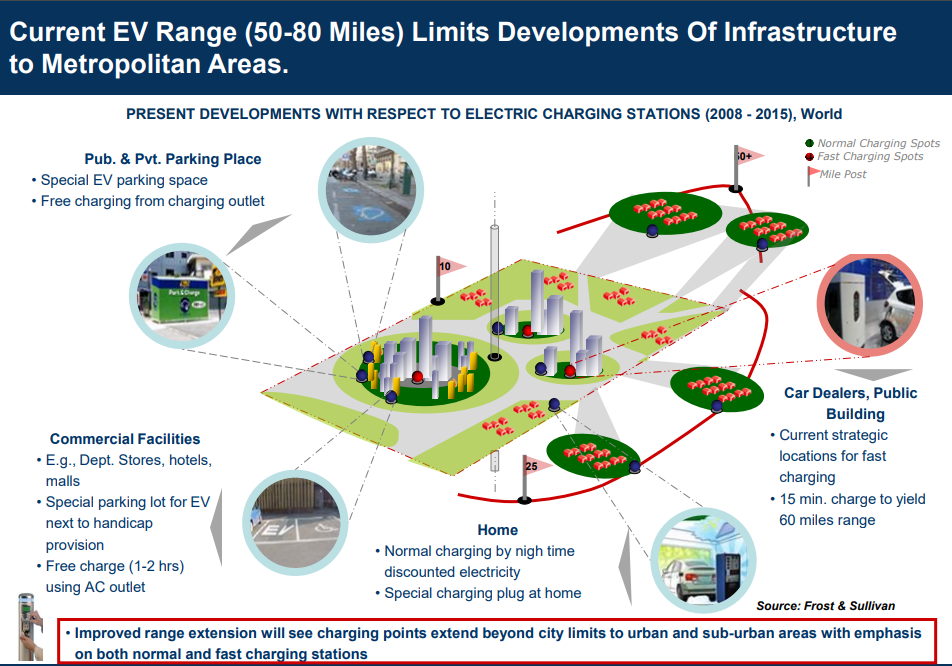 Current EV Range (50-80 Miles) Limits Developments Of Infrastructure
to Metropolitan Areas.
PRESENT DEVELOPMENTS WITH RESPECT TO ELECTRIC CHARGING STATIONS (2008 - 2015), World
Normal Charging Spots
Fast Charging Spots
Mile Post
Pub. & Pvt. Parking Place
• Special EV parking space
• Free charging from charging outlet
60+
10
25
Park & Charge
Car Dealers, Public
Building
• Current strategic
locations for fast
charging
• 15 min. charge to yield
60 miles range
Commercial Facilities
• E.g., Dept. Stores, hotels,
malls
• Special parking lot for EV
next to handicap
provision
• Free charge (1-2 hrs)
using AC outlet
EV
Home
• Normal charging by nigh time
discounted electricity
• Special charging plug at home
Source: Frost & Sullivan
• Improved range extension will see charging points extend beyond city limits to urban and sub-urban areas with emphasis
on both normal and fast charging stations